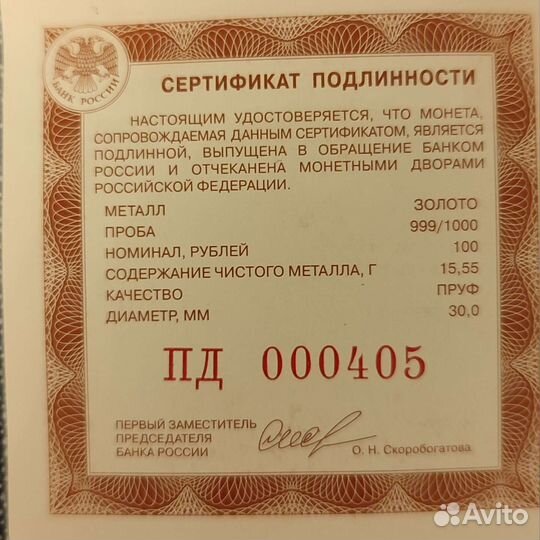 БАНК РОССИИ
СЕРТИФИКАТ ПОДЛИННОСТИ
НАСТОЯЩИМ УДОСТОВЕРЯЕТСЯ, ЧТО МОНЕТА,
СОПРОВОЖДАЕМАЯ ДАННЫМ СЕРТИФИКАТОМ, ЯВЛЯЕТСЯ
ПОДЛИННОЙ, ВЫПУЩЕНА В ОБРАЩЕНИЕ БАНКОМ
РОССИИ И ОТЧЕКАНЕНА МОНЕТНЫМИ ДВОРАМИ
РОССИЙСКОЙ ФЕДЕРАЦИИ.
МЕТАЛЛ ЗОЛОТО
ПРОБА 999/1000
НОМИНАЛ, РУБЛЕЙ 100
СОДЕРЖАНИЕ ЧИСТОГО МЕТАЛЛА, Г 15,55
КАЧЕСТВО ПРУФ
ДИАМЕТР, ММ 30,0
ПД 000405
ПЕРВЫЙ ЗАМЕСТИТЕЛЬ
ПРЕДСЕДАТЕЛЯ
БАНКА РОССИИ О. Н. Скоробогатова
Avito